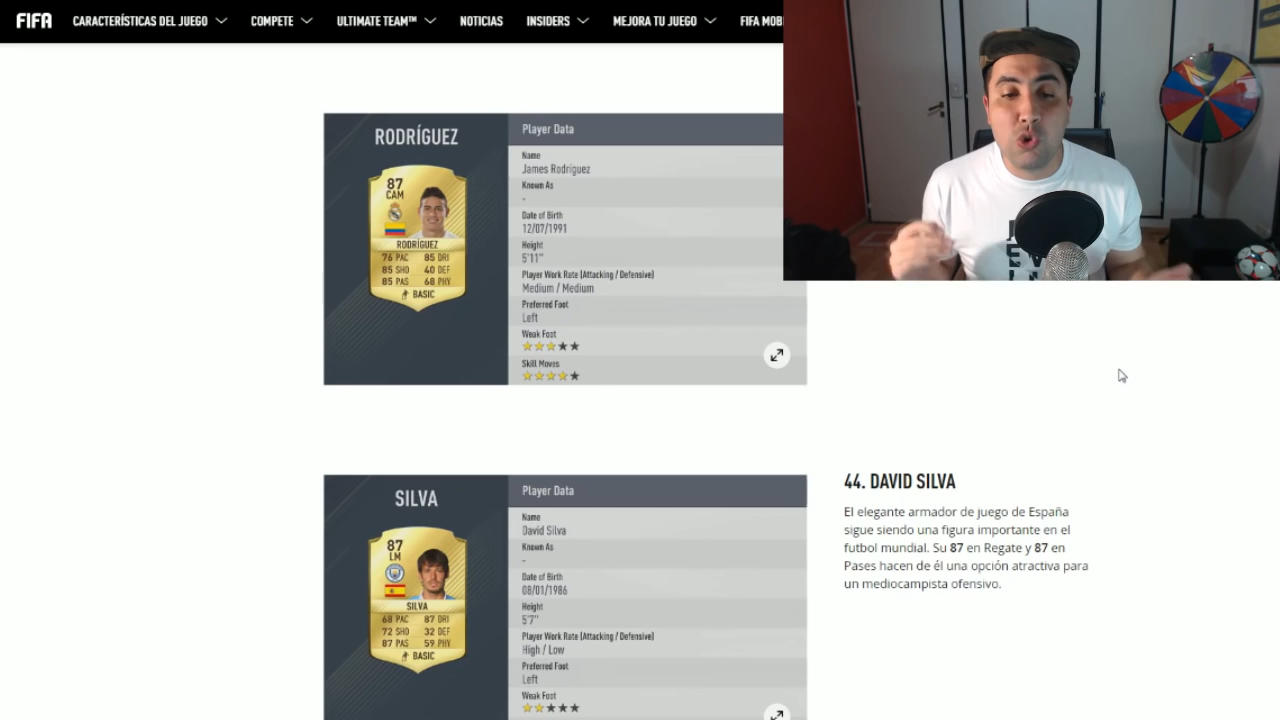 FIFA CARACTERÍSTICAS DEL JUEGO COMPETE ULTIMATE TEAM™ NOTICIAS INSIDERS MEJORA TU JUEGO FIFA MOBI
RODRÍGUEZ
87
CAM
RODRÍGUEZ
76 PAC 85 DRI
85 SHO 40 DEF
85 PAS 68 PHY
BASIC
Player Data
Name
James Rodríguez
Known As
-
Date of Birth
12/07/1991
Height
5'11"
Player Work Rate (Attacking / Defensive)
Medium / Medium
Preferred Foot
Left
Weak Foot
Skill Moves
SILVA
87
LM
SILVA
68 PAC 87 DRI
72 SHO 32 DEF
87 PAS 59 PHY
BASIC
Player Data
Name
David Silva
Known As
-
Date of Birth
08/01/1986
Height
5'7"
Player Work Rate (Attacking / Defensive)
High / Low
Preferred Foot
Left
Weak Foot
44. DAVID SILVA
El elegante armador de juego de España
sigue siendo una figura importante en el
futbol mundial. Su 87 en Regate y 87 en
Pases hacen de él una opción atractiva para
un mediocampista ofensivo.